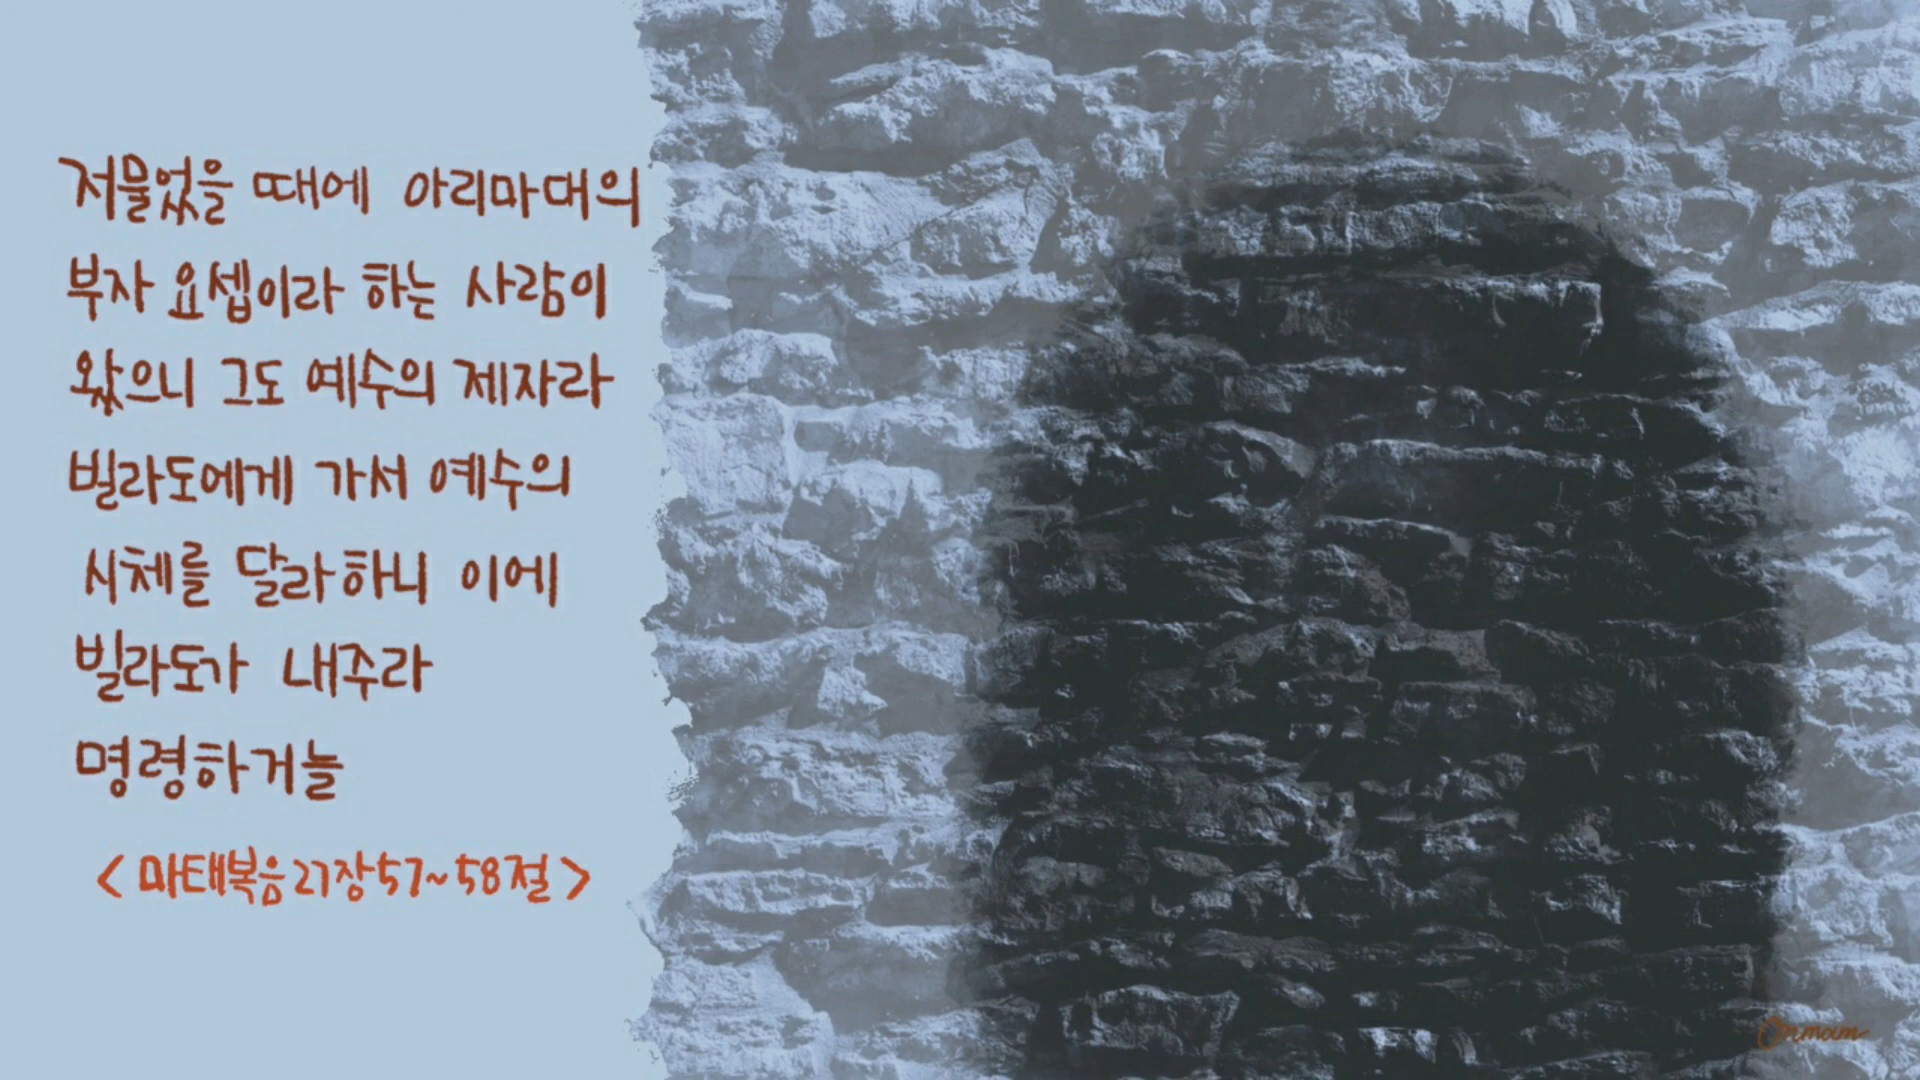 저물었을 때에 아리마대의
부자 요셉이라 하는 사람이
왔으니 그도 예수의 제자라
빌라도에게 가서 예수의
시체를 달라하니 이에
빌라도가 내주라
명령하거늘
<마태복음27장57~58절>
Onmam